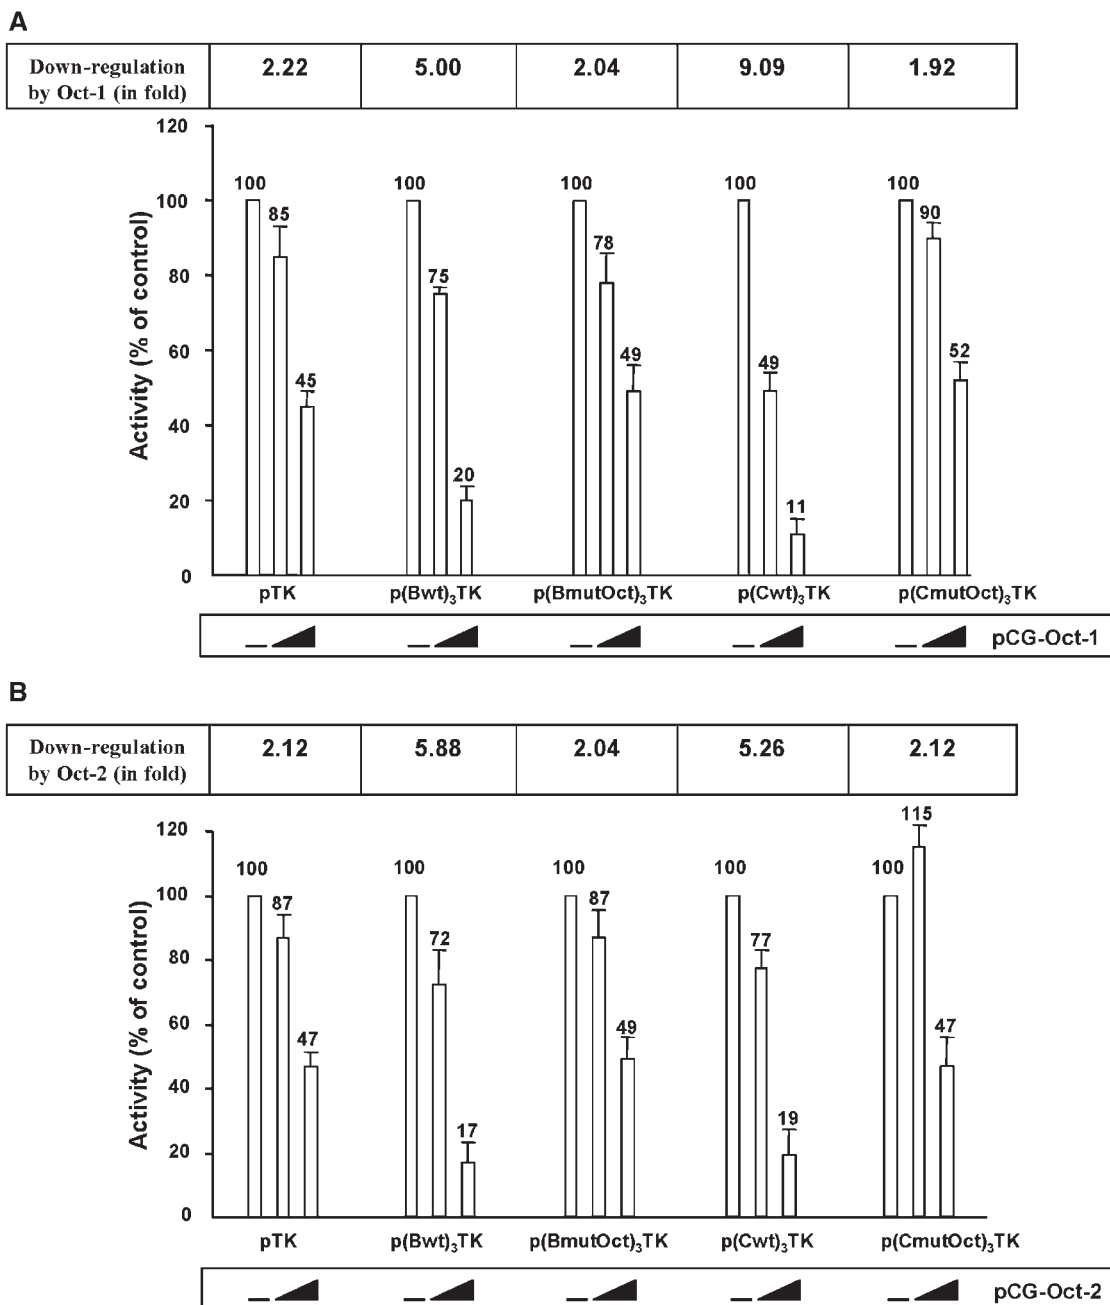 A
Down-regulation by Oct-1 (in fold) 2.22 5.00 2.04 9.09 1.92
120
100 100 100 100 100
100
85 75 78 49 90
80
60
45 20 49 11 52
40
20
0
Activity (% of control)
pTK p(Bwt)₃TK p(BmutOct)₃TK p(Cwt)₃TK p(CmutOct)₃TK
pCG-Oct-1
B
Down-regulation by Oct-2 (in fold) 2.12 5.88 2.04 5.26 2.12
120
100 100 100 100 100
100
87 72 87 77 115
80
60
47 17 49 19 47
40
20
0
Activity (% of control)
pTK p(Bwt)₃TK p(BmutOct)₃TK p(Cwt)₃TK p(CmutOct)₃TK
pCG-Oct-2